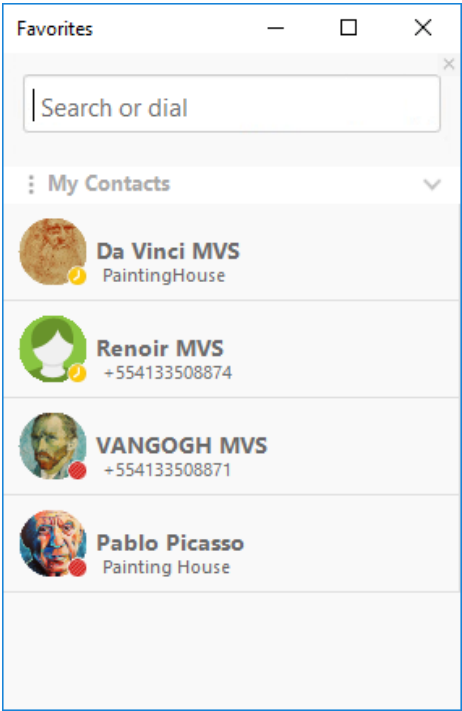 Favorites
Search or dial
My Contacts
Da Vinci MVS
PaintingHouse
Renoir MVS
+554133508874
VANGOGH MVS
+554133508871
Pablo Picasso
Painting House